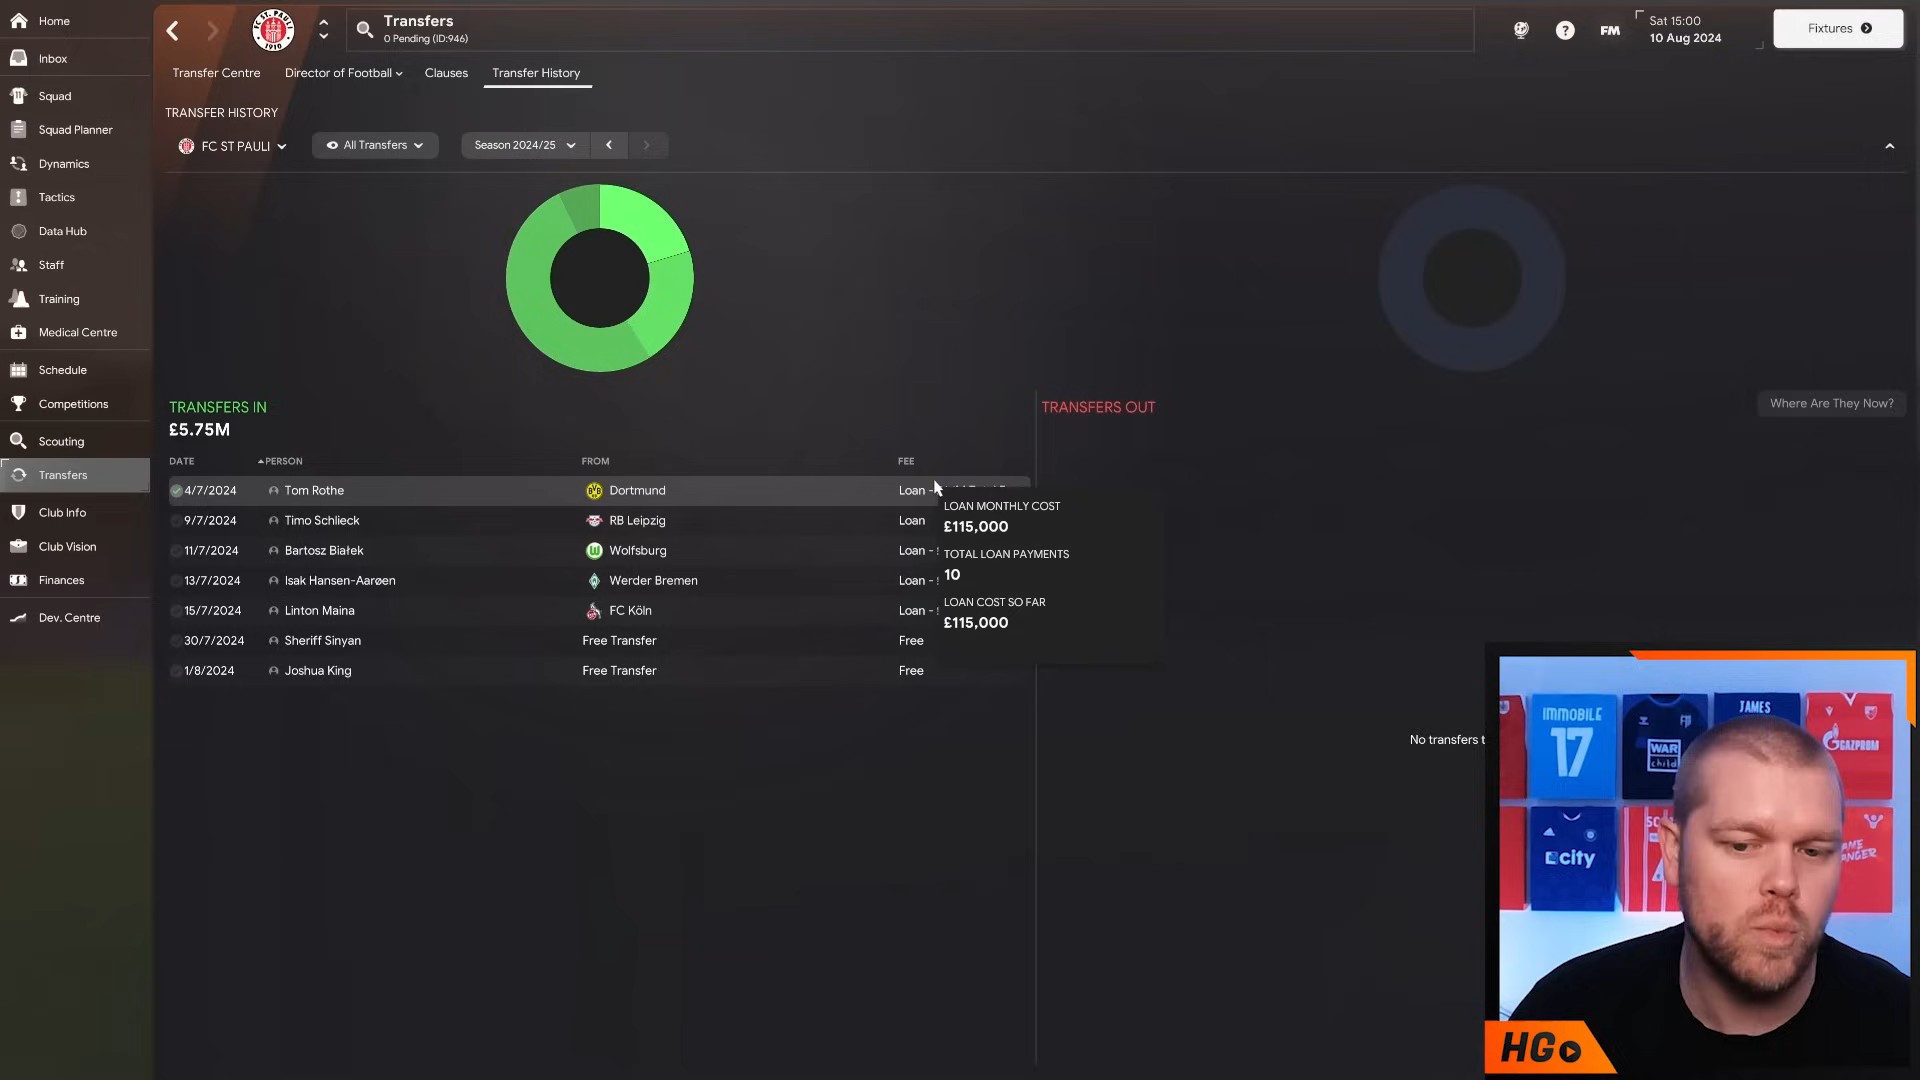 Home
Inbox
Squad
Squad Planner
Dynamics
Tactics
Data Hub
Staff
Training
Medical Centre
Schedule
Competitions
Scouting
Transfers
Club Info
Club Vision
Finances
Dev. Centre
FC ST. PAULI
1910
Transfers
0 Pending (ID:946)
FM
Sat 15:00
10 Aug 2024
Fixtures
Transfer Centre
Director of Football
Clauses
Transfer History
TRANSFER HISTORY
FC ST PAULI
All Transfers
Season 2024/25
TRANSFERS IN
£5.75M
DATE PERSON FROM FEE
4/7/2024 Tom Rothe Dortmund Loan -
9/7/2024 Timo Schlieck RB Leipzig Loan
11/7/2024 Bartosz Białek Wolfsburg Loan -
13/7/2024 Isak Hansen-Aarøen Werder Bremen Loan -
15/7/2024 Linton Maina FC Köln Loan -
30/7/2024 Sheriff Sinyan Free Transfer Free
1/8/2024 Joshua King Free Transfer Free
LOAN MONTHLY COST
£115,000
TOTAL LOAN PAYMENTS
10
LOAN COST SO FAR
£115,000
TRANSFERS OUT
Where Are They Now?
No transfers t
IMMOBILE
17
WAR
child
JAMES
GAZPROM
city
HG